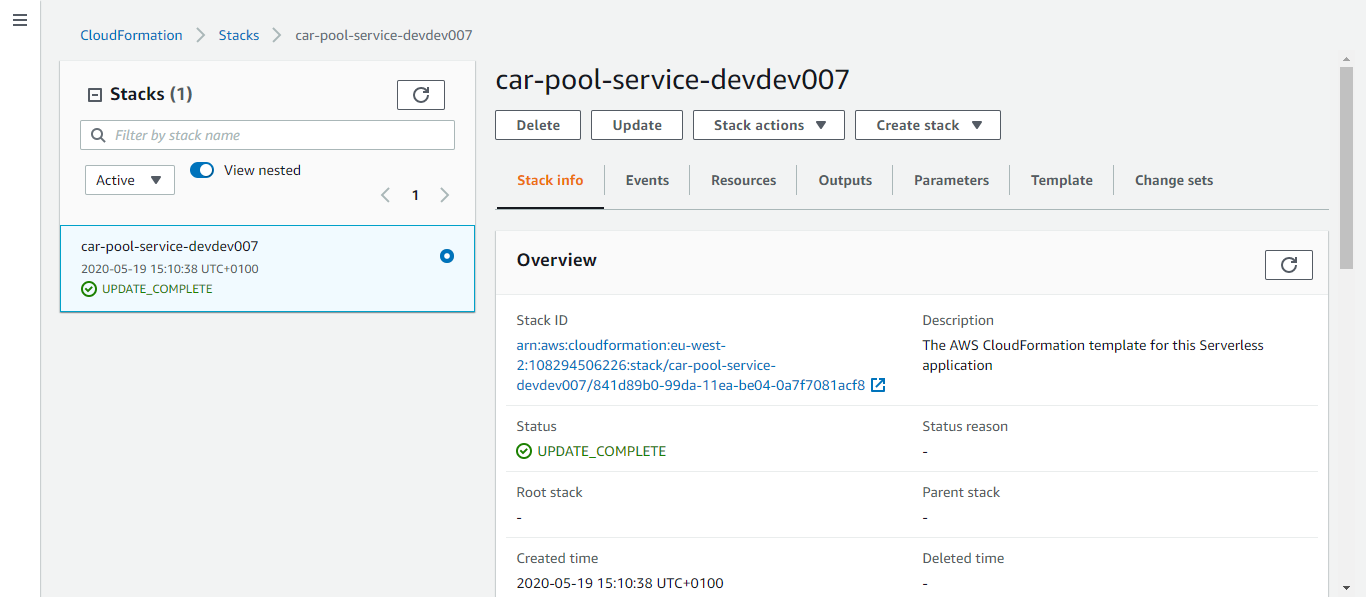 CloudFormation Stacks car-pool-service-devdev007
Stacks (1)
Filter by stack name
Active
View nested
1
car-pool-service-devdev007
2020-05-19 15:10:38 UTC+0100
UPDATE_COMPLETE
car-pool-service-devdev007
Delete Update Stack actions Create stack
Stack info Events Resources Outputs Parameters Template Change sets
Overview
Stack ID
arn:aws:cloudformation:eu-west-
2:108294506226:stack/car-pool-service-
devdev007/841d89b0-99da-11ea-be04-0a7f7081acf8
Description
The AWS CloudFormation template for this Serverless
application
Status
UPDATE_COMPLETE
Status reason
-
Root stack
-
Parent stack
-
Created time
2020-05-19 15:10:38 UTC+0100
Deleted time
-